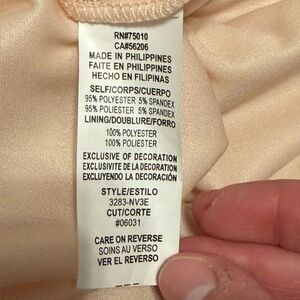 RN#75010
CA#56206
MADE IN PHILIPPINES
FAITE EN PHILIPPINES
HECHO EN FILIPINAS
SELF/CORPS/CUERPO
95% POLYESTER 5% SPANDEX
95% POLIESTER 5% SPANDEX
LINING/DOUBLURE/FORRO
100% POLYESTER
100% POLIESTER
EXCLUSIVE OF DECORATION
EXCLUSIVITE DE LA DECORATION
EXCLUYENDO LA DECORACIÓN
STYLE/ESTILO
3283-NV3E
CUT/CORTE
#06031
CARE ON REVERSE
SOINS AU VERSO
VER EL REVERSO